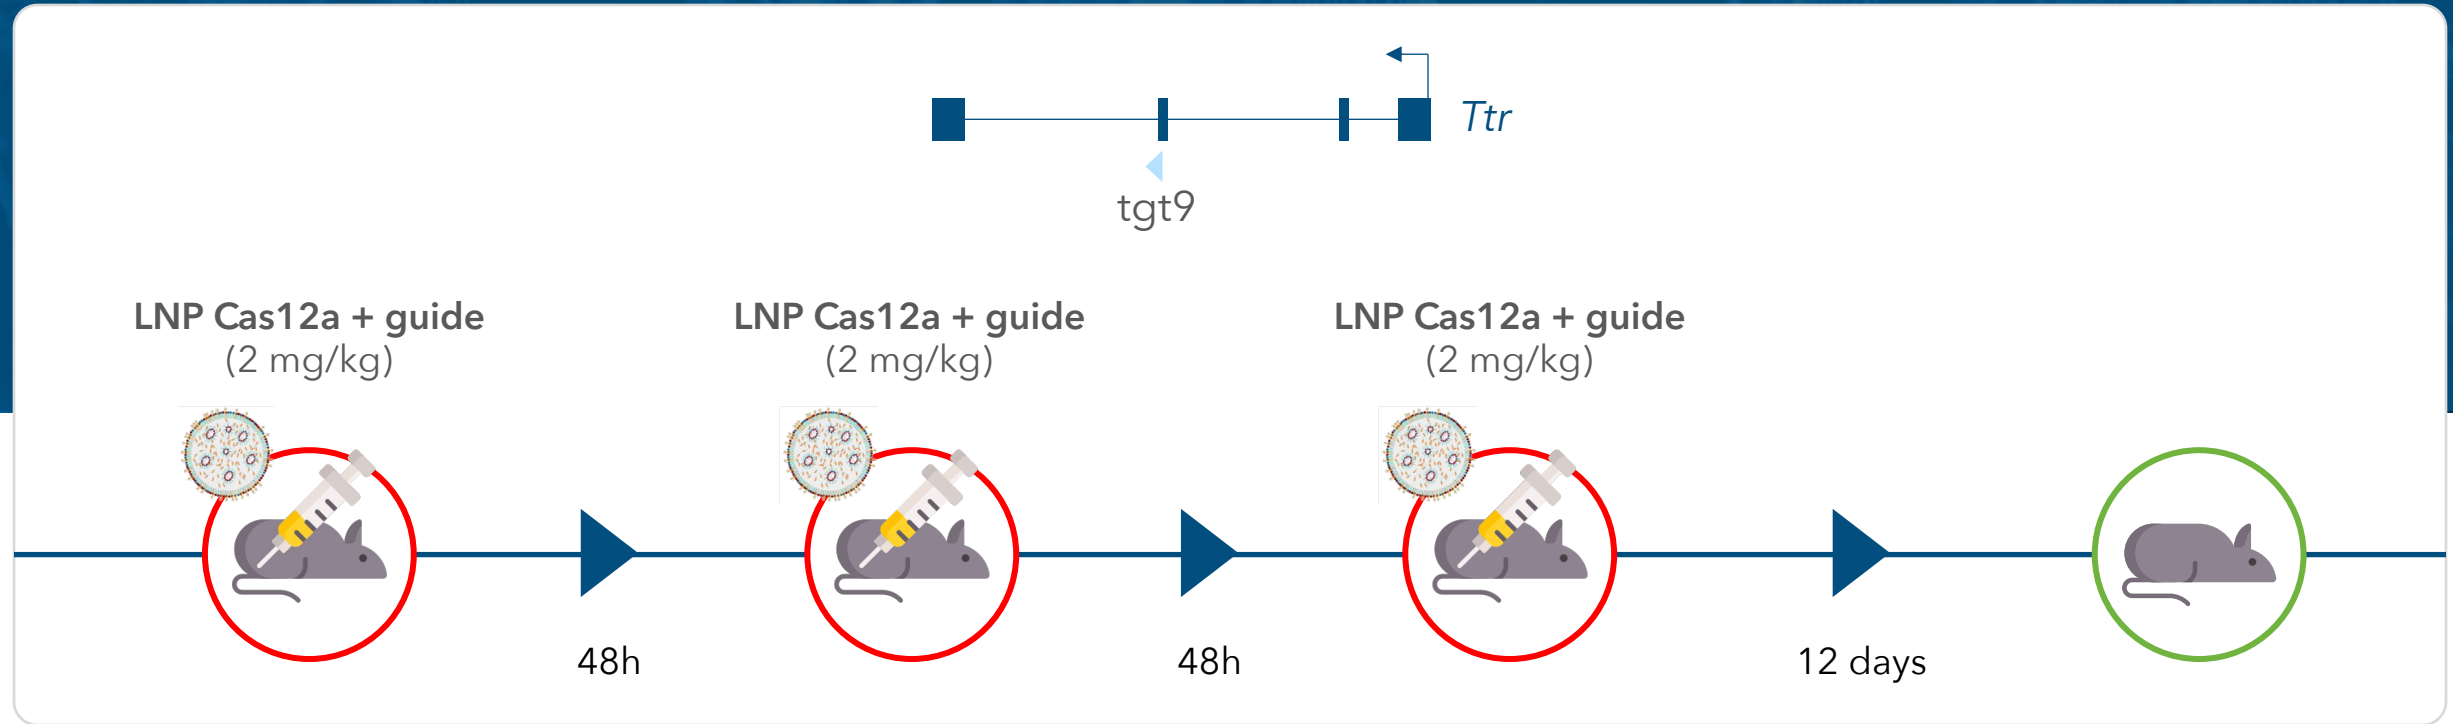 Ttr
tgt9
LNP Cas12a + guide
(2 mg/kg)
LNP Cas12a + guide
(2 mg/kg)
LNP Cas12a + guide
(2 mg/kg)
48h
48h
12 days